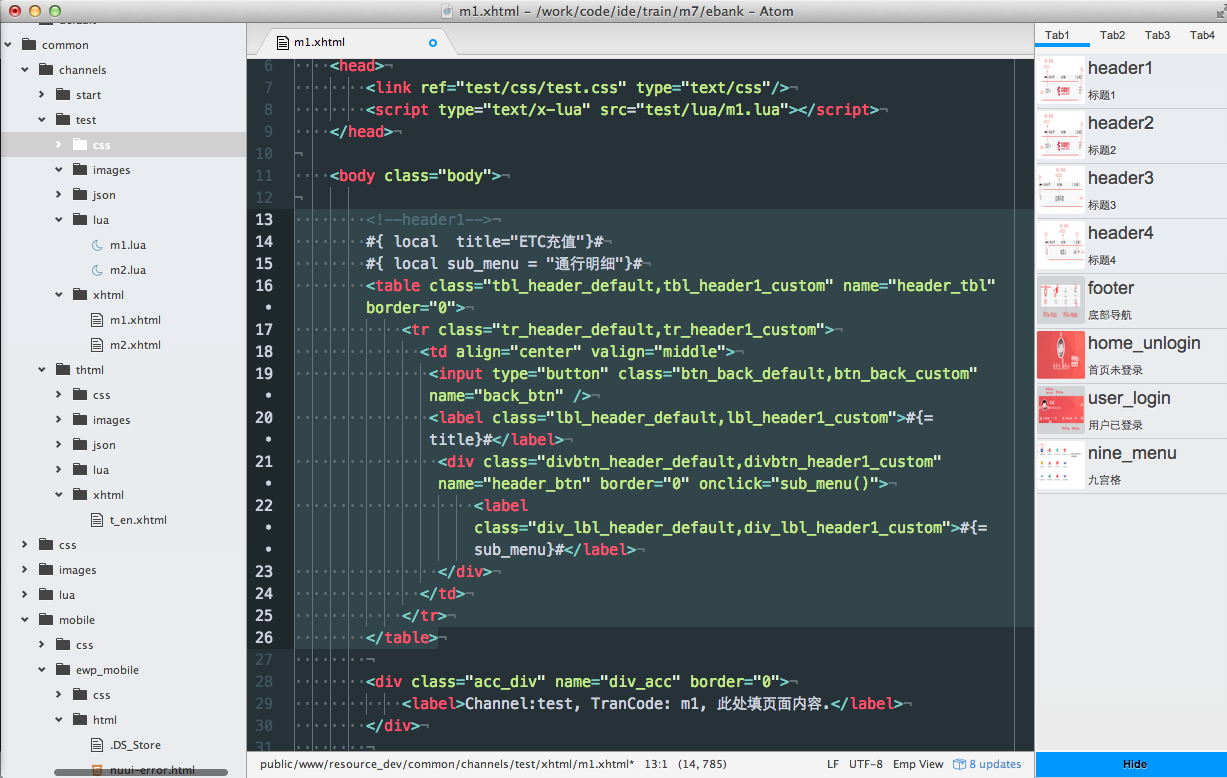 m1.xhtml – /work/code/ide/train/m7/ebank – Atom
common
channels
start
test
css
images
json
lua
m1.lua
m2.lua
xhtml
m1.xhtml
m2.xhtml
thtml
css
images
json
lua
xhtml
t_en.xhtml
css
images
lua
mobile
css
ewp_mobile
css
html
.DS_Store
nuui-error.html
m1.xhtml
6 <head>
7 <link ref="test/css/test.css" type="text/css"/>
8 <script type="text/x-lua" src="test/lua/m1.lua"></script>
9 </head>
10
11 <body class="body">
12
13 <!--header1-->
14 #{ local  title="ETC充值"}#
15 #{ local sub_menu = "通行明细"}#
16 <table class="tbl_header_default,tbl_header1_custom" name="header_tbl"
border="0">
17 <tr class="tr_header_default,tr_header1_custom">
18 <td align="center" valign="middle">
19 <input type="button" class="btn_back_default,btn_back_custom"
name="back_btn" />
20 <label class="lbl_header_default,lbl_header1_custom">#{=
title}#</label>
21 <div class="divbtn_header_default,divbtn_header1_custom"
name="header_btn" border="0" onclick="sub_menu()">
22 <label
class="div_lbl_header_default,div_lbl_header1_custom">#{=
sub_menu}#</label>
23 </div>
24 </td>
25 </tr>
26 </table>
27
28 <div class="acc_div" name="div_acc" border="0">
29 <label>Channel:test, TranCode: m1, 此处填页面内容.</label>
30 </div>
31
public/www/resource_dev/common/channels/test/xhtml/m1.xhtml* 13:1 (14, 785) LF UTF-8 Emp View 8 updates
Tab1 Tab2 Tab3 Tab4
header1
标题1
header2
标题2
header3
标题3
header4
标题4
footer
底部导航
home_unlogin
首页未登录
user_login
用户已登录
nine_menu
九宫格
Hide